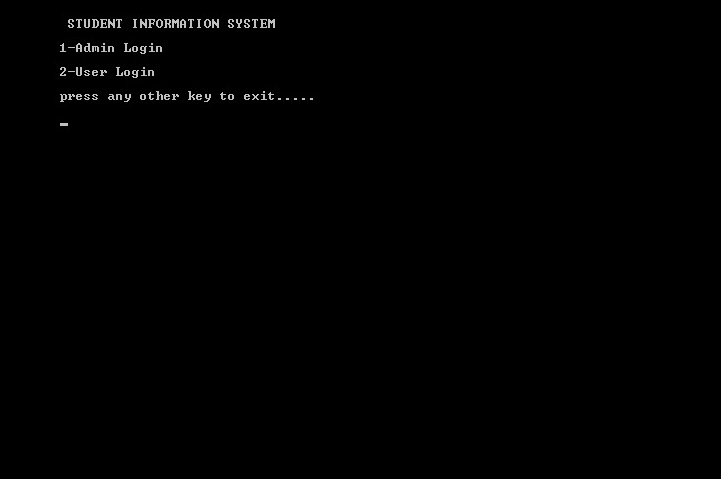 STUDENT INFORMATION SYSTEM
1-Admin Login
2-User Login
press any other key to exit.....